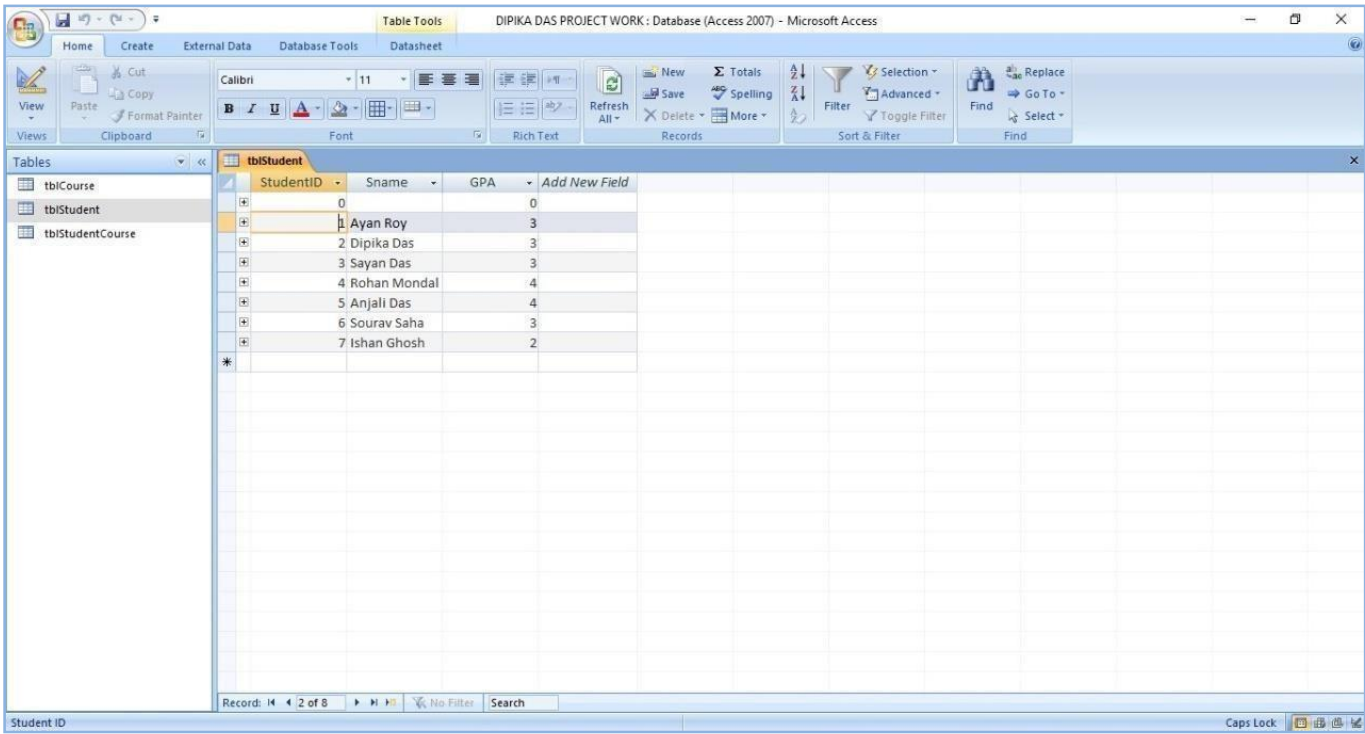 Table Tools DIPIKA DAS PROJECT WORK : Database (Access 2007) - Microsoft Access
Home Create External Data Database Tools Datasheet
View
Views
Paste
Cut
Copy
Format Painter
Clipboard
Calibri 11
B I U A
Font
Rich Text
Refresh All
New
Save
Delete
Σ Totals
Spelling
More
Records
Filter
Selection
Advanced
Toggle Filter
Sort & Filter
Find
Replace
Go To
Select
Find
Tables «
tblCourse
tblStudent
tblStudentCourse
tblStudent
StudentID Sname GPA Add New Field
0 0
1 Ayan Roy 3
2 Dipika Das 3
3 Sayan Das 3
4 Rohan Mondal 4
5 Anjali Das 4
6 Sourav Saha 3
7 Ishan Ghosh 2
*
Record: 2 of 8 No Filter Search
Student ID Caps Lock